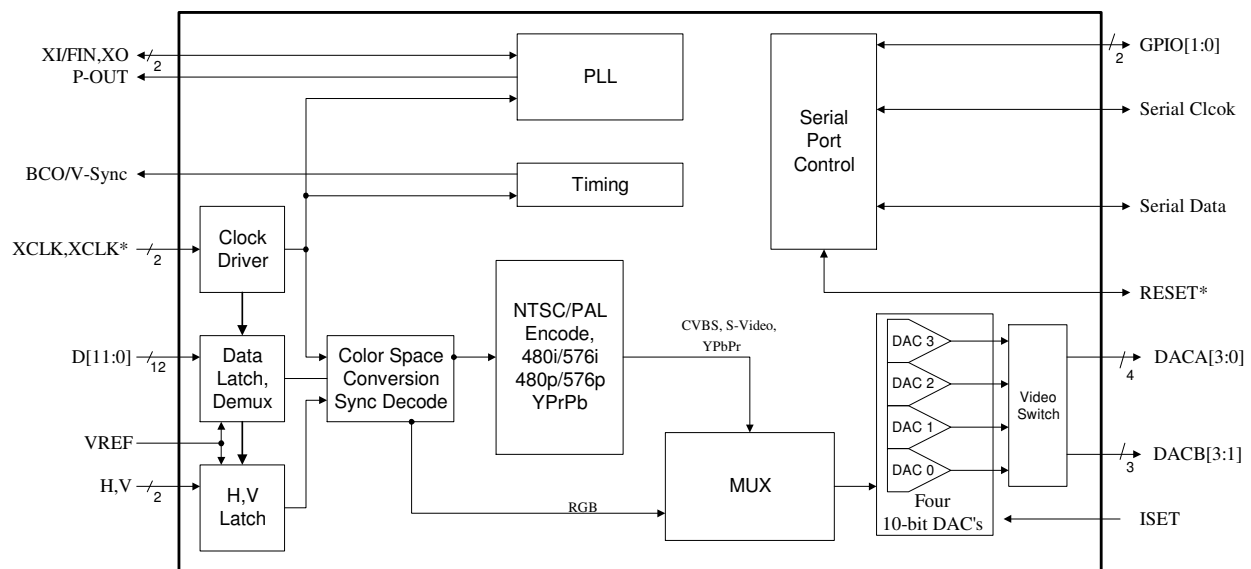 XI/FIN,XO
2
P-OUT
PLL
BCO/V-Sync
Timing
XCLK,XCLK*
2
Clock
Driver
D[11:0]
12
Data
Latch,
Demux
VREF
H,V
2
H,V
Latch
Color Space
Conversion
Sync Decode
NTSC/PAL
Encode,
480i/576i
480p/576p
YPrPb
CVBS, S-Video,
YPbPr
RGB
MUX
Serial
Port
Control
2
GPIO[1:0]
Serial Clcok
Serial Data
RESET*
DAC 3
DAC 2
DAC 1
DAC 0
Four
10-bit DAC's
Video
Switch
4
DACA[3:0]
3
DACB[3:1]
ISET